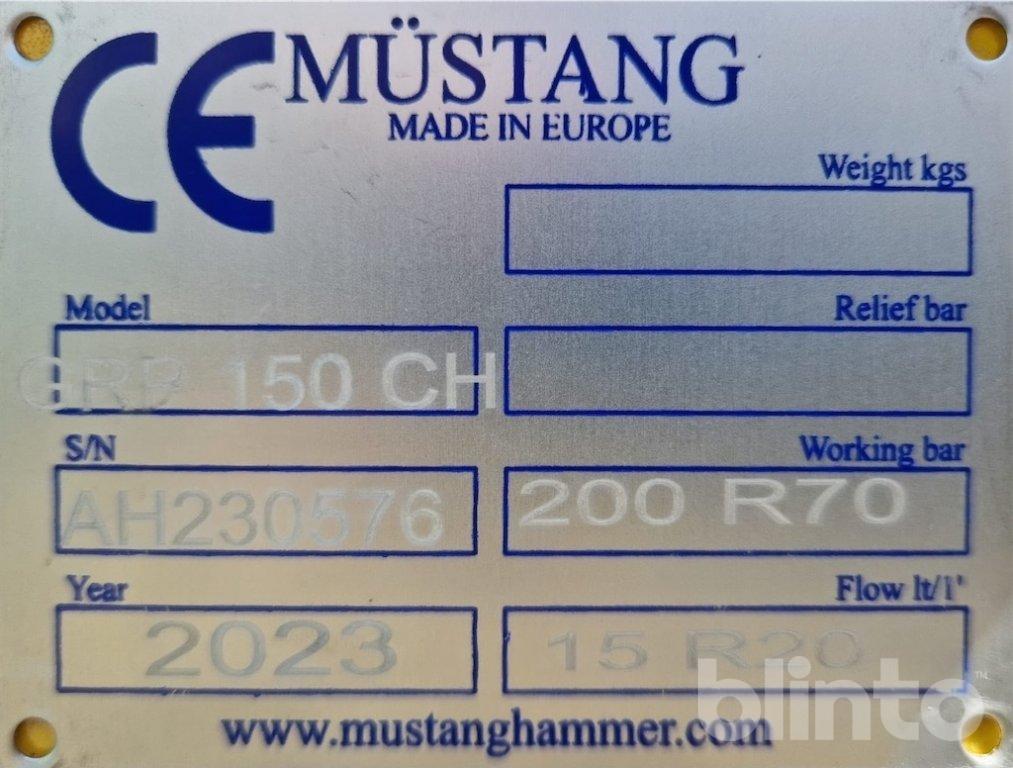 CE MÜSTANG
MADE IN EUROPE
Weight kgs
Model
Relief bar
GRP 150 CH
S/N
Working bar
AH230576
200 R70
Year
Flow lt/1'
2023
15 R20
www.mustanghammer.com
blinto™